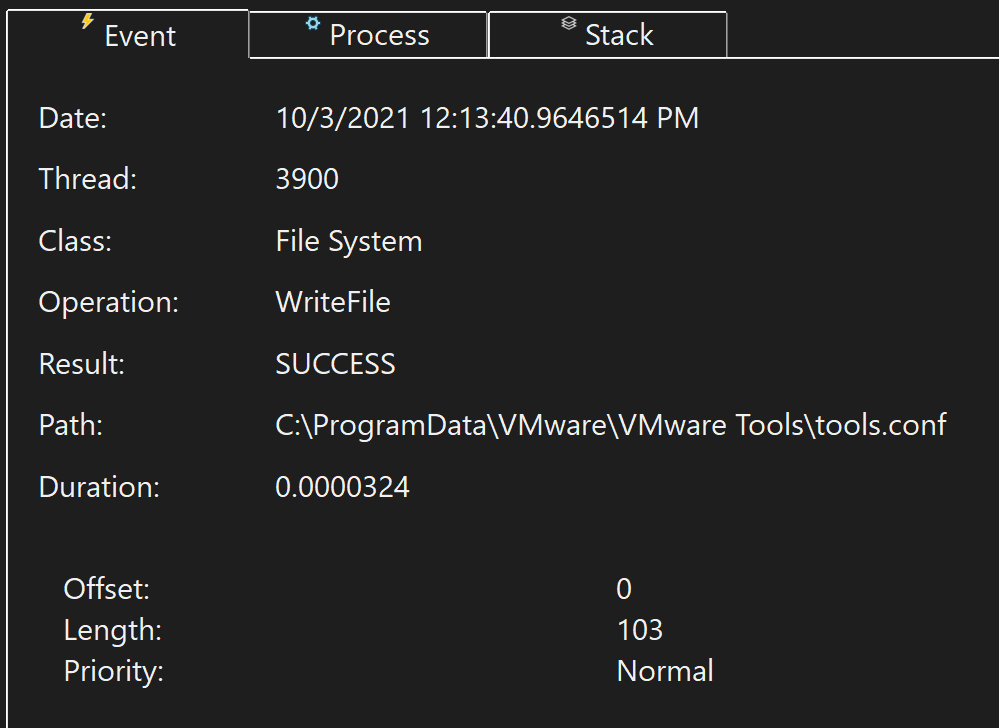 Event Process Stack
Date: 10/3/2021 12:13:40.9646514 PM
Thread: 3900
Class: File System
Operation: WriteFile
Result: SUCCESS
Path: C:\ProgramData\VMware\VMware Tools\tools.conf
Duration: 0.0000324
Offset: 0
Length: 103
Priority: Normal